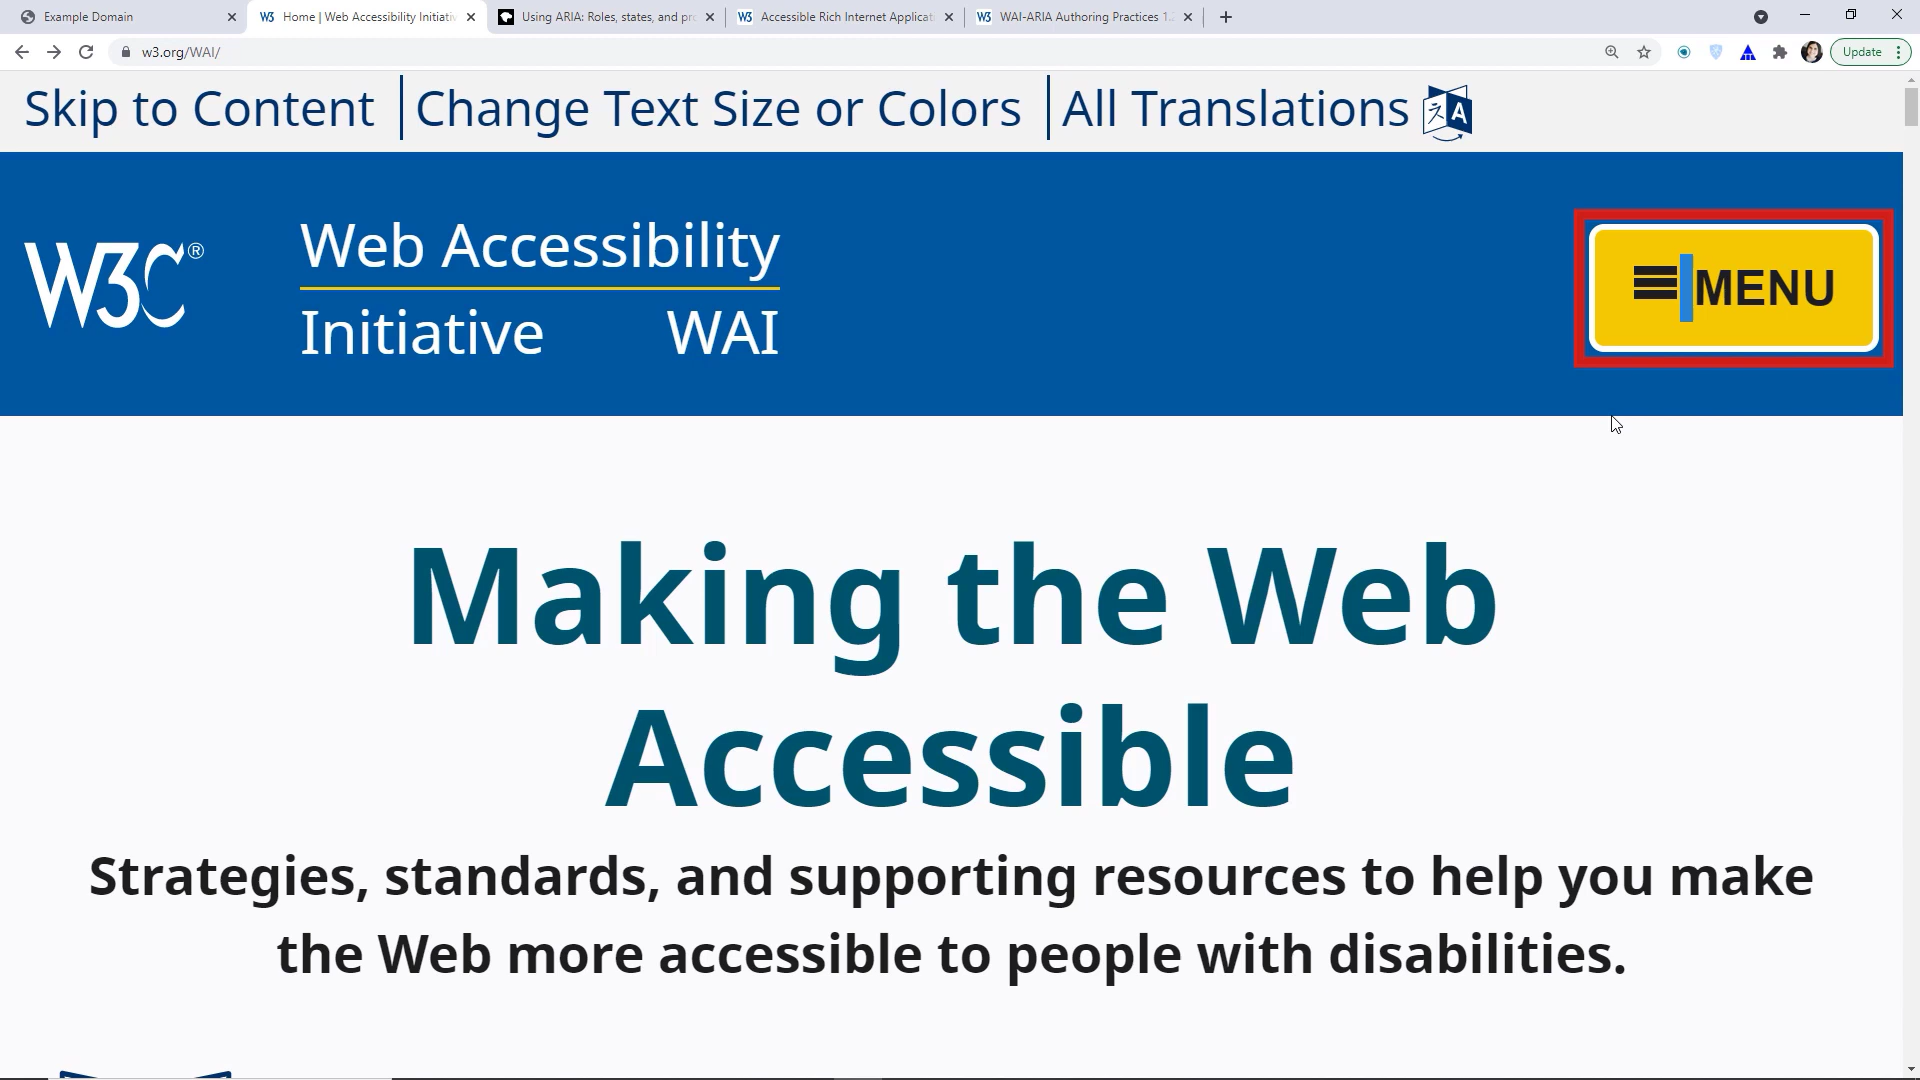 Example Domain
Home | Web Accessibility Initiativ
Using ARIA: Roles, states, and pr
W3 Accessible Rich Internet Applicat
W3 WAI-ARIA Authoring Practices 1.
w3.org/WAI/
Update
Skip to Content
Change Text Size or Colors
All Translations
W3C®
Web Accessibility
Initiative WAI
MENU
Making the Web
Accessible
Strategies, standards, and supporting resources to help you make
the Web more accessible to people with disabilities.